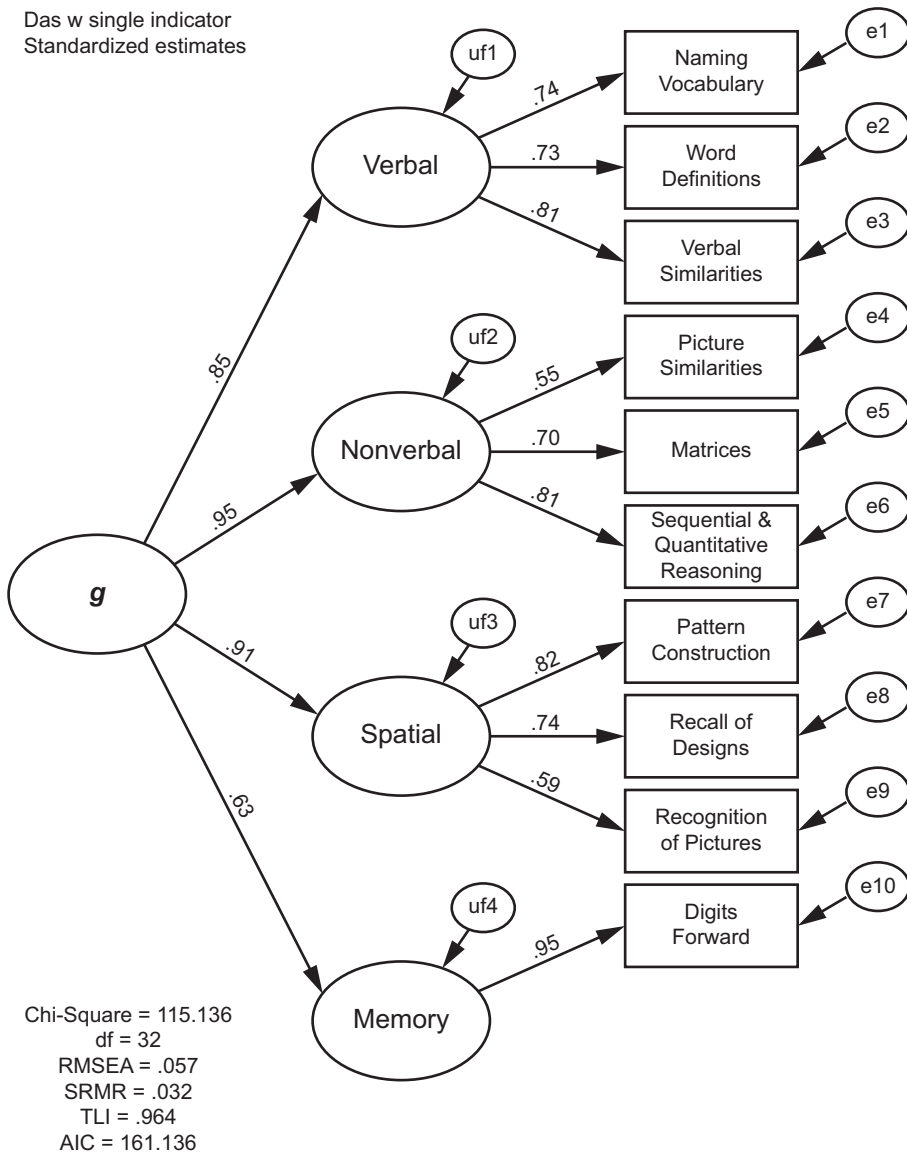 Das w single indicator
Standardized estimates
uf1
e1
Naming
Vocabulary
.74
e2
Verbal
.73
Word
Definitions
.81
e3
Verbal
Similarities
.85
uf2
e4
Picture
Similarities
.55
e5
Nonverbal
.70
Matrices
.81
e6
Sequential &
Quantitative
Reasoning
.95
g
uf3
e7
Pattern
Construction
.82
.91
e8
Spatial
.74
Recall of
Designs
.59
e9
Recognition
of Pictures
.63
uf4
e10
Digits
Forward
.95
Memory
Chi-Square = 115.136
df = 32
RMSEA = .057
SRMR = .032
TLI = .964
AIC = 161.136